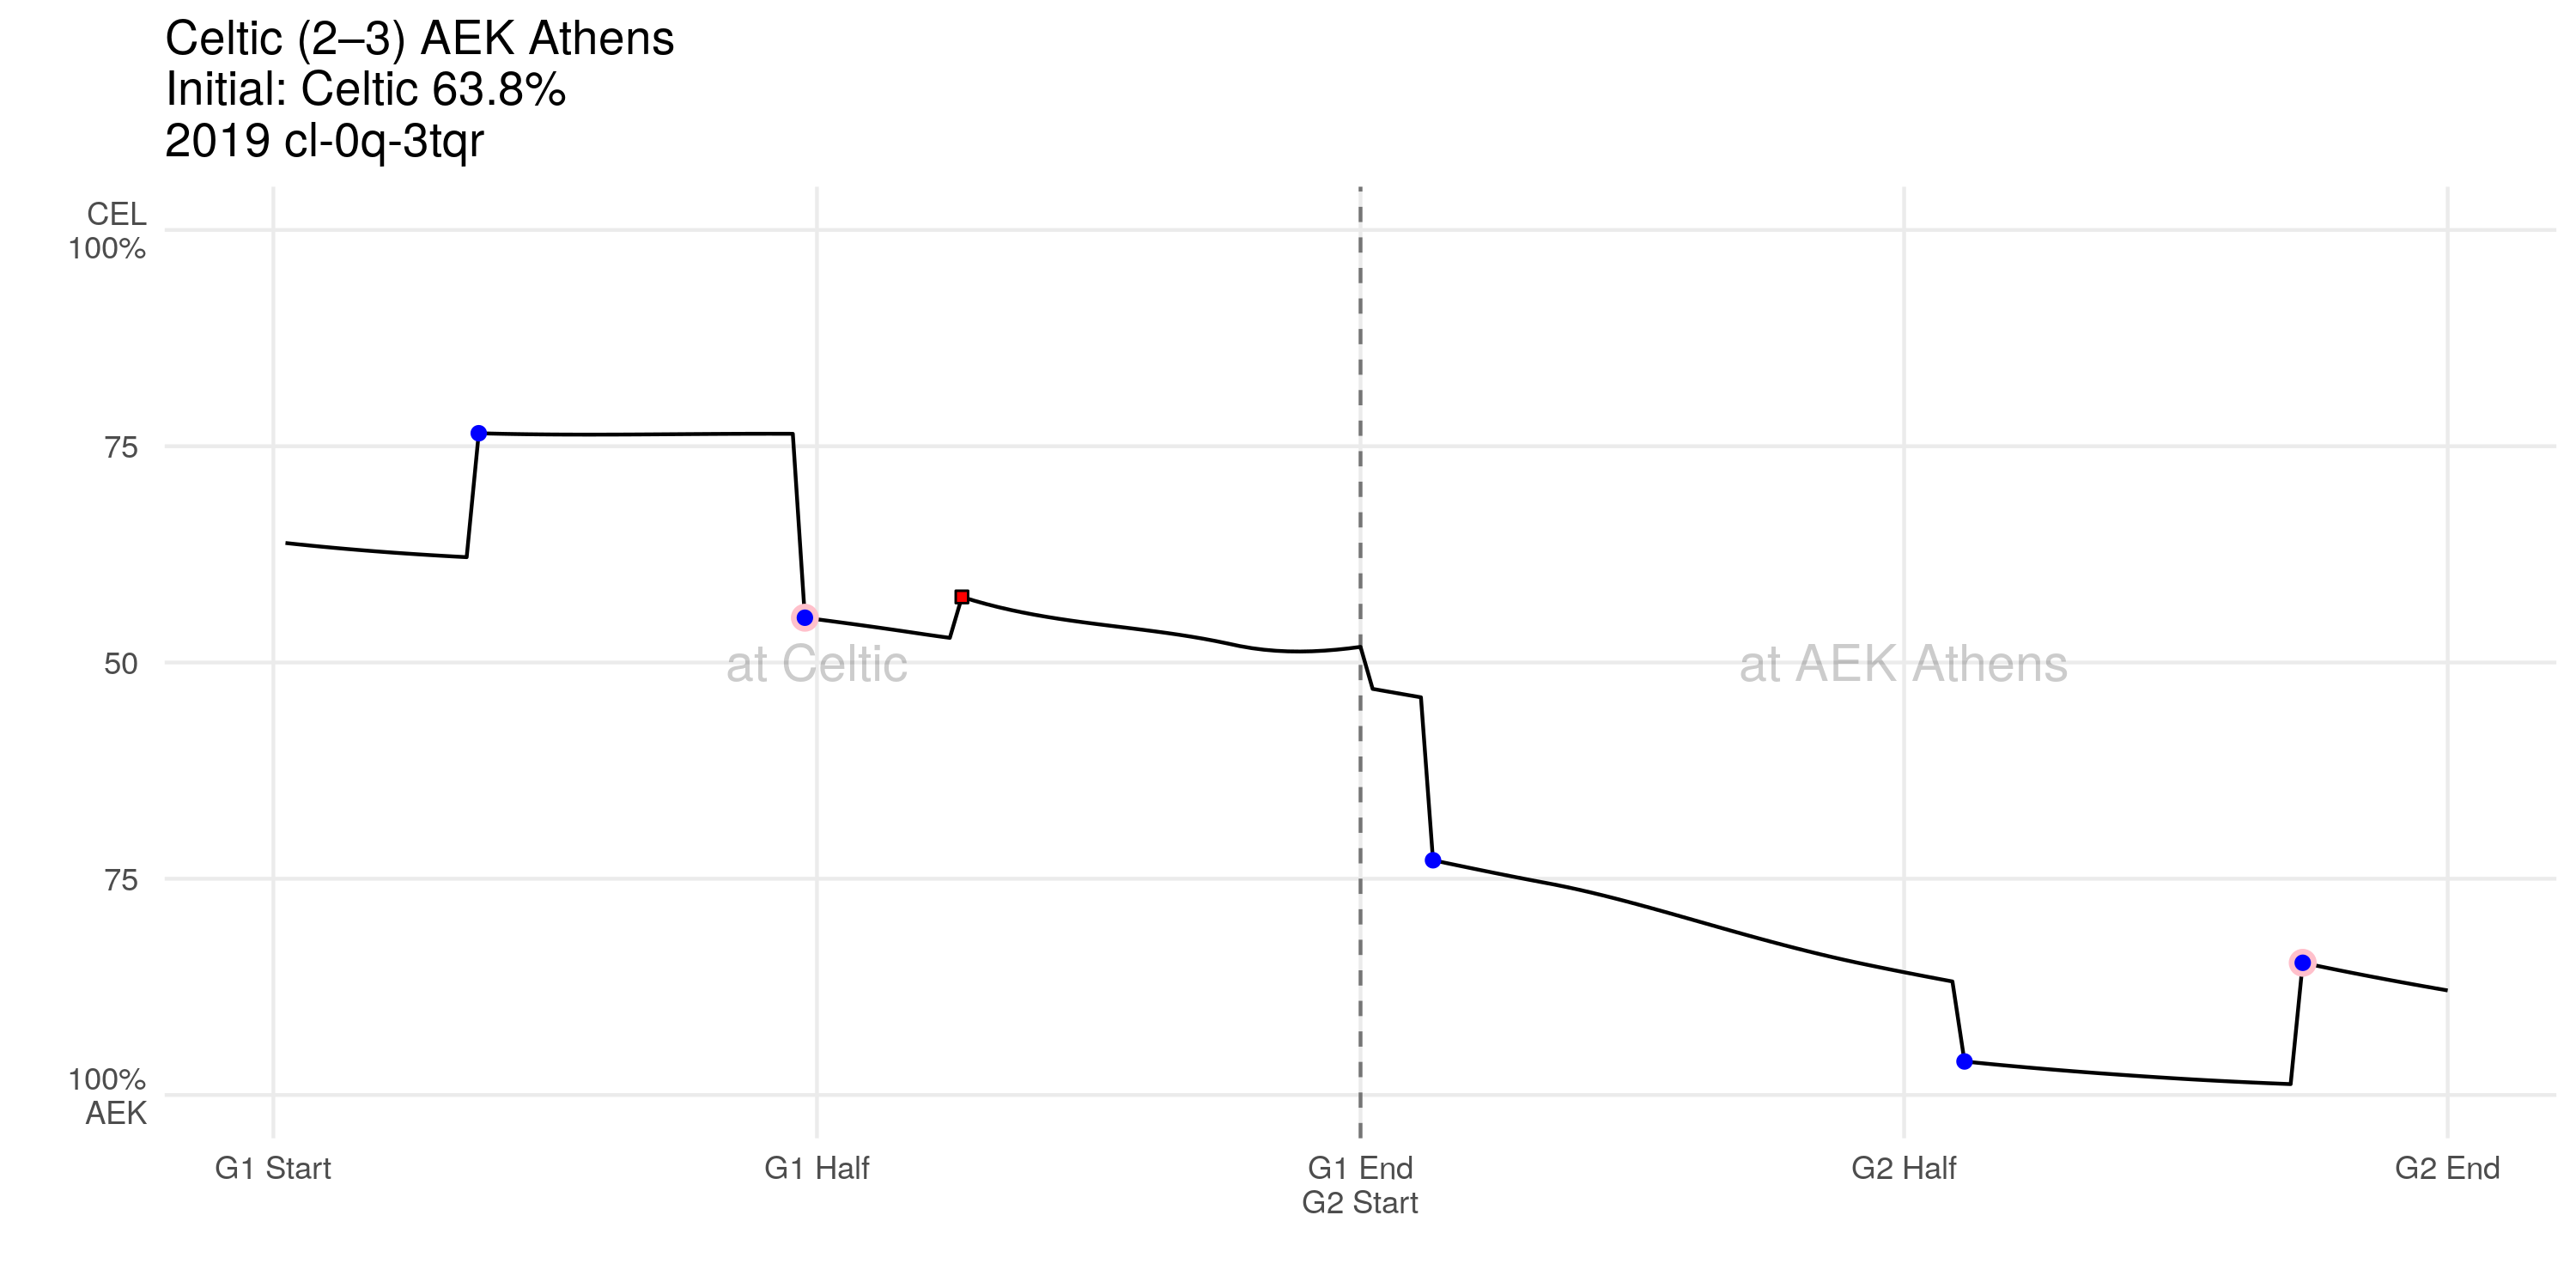 Celtic (2–3) AEK Athens
Initial: Celtic 63.8%
2019 cl-0q-3tqr
CEL
100%
75
50
75
100%
AEK
at Celtic
at AEK Athens
G1 Start
G1 Half
G1 End
G2 Start
G2 Half
G2 End